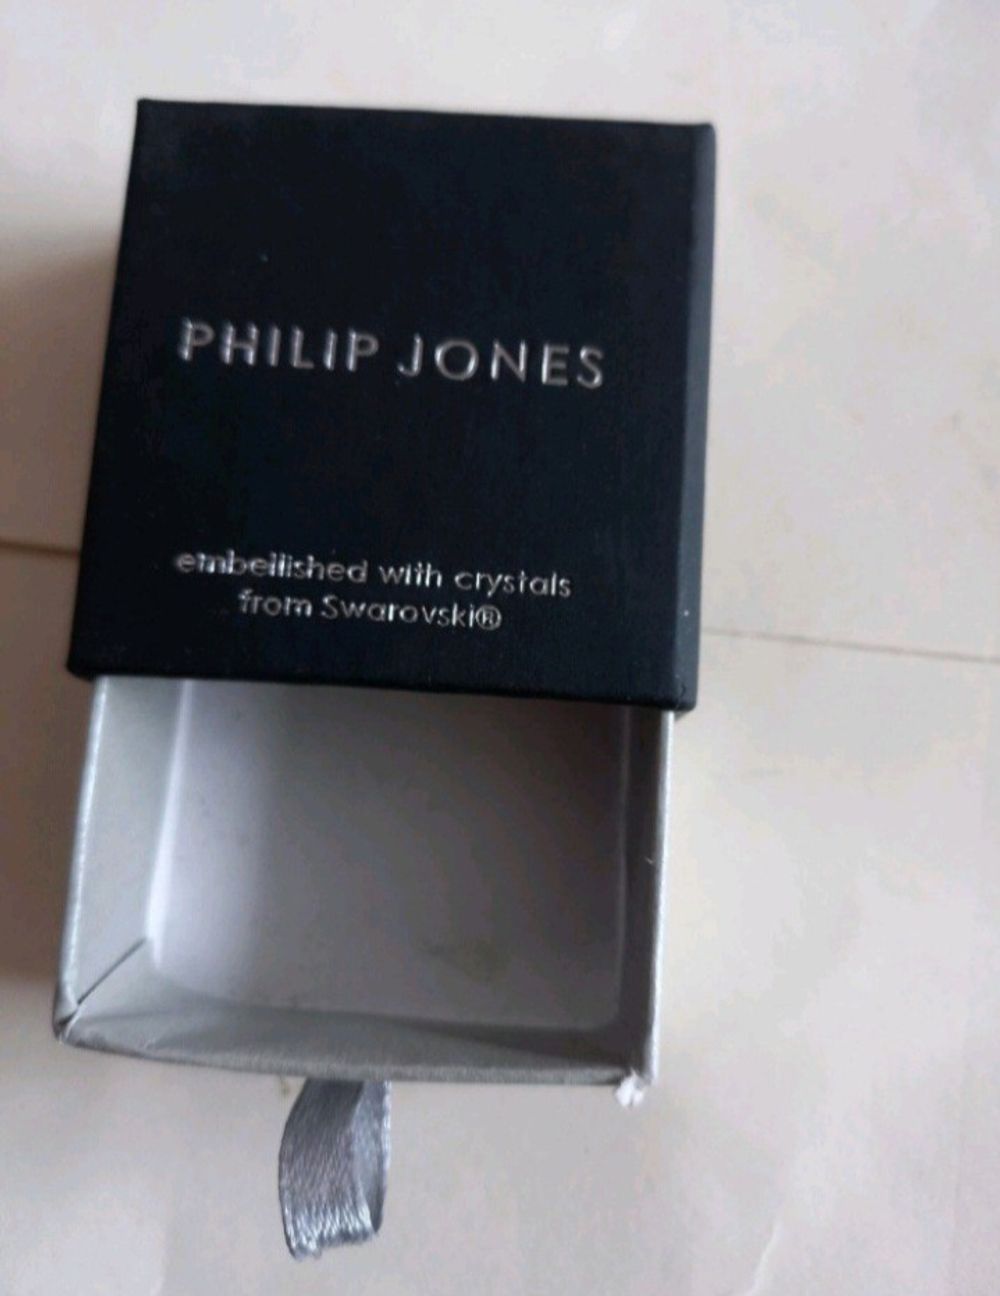 PHILIP JONES
embellished with crystals
from Swarovski®